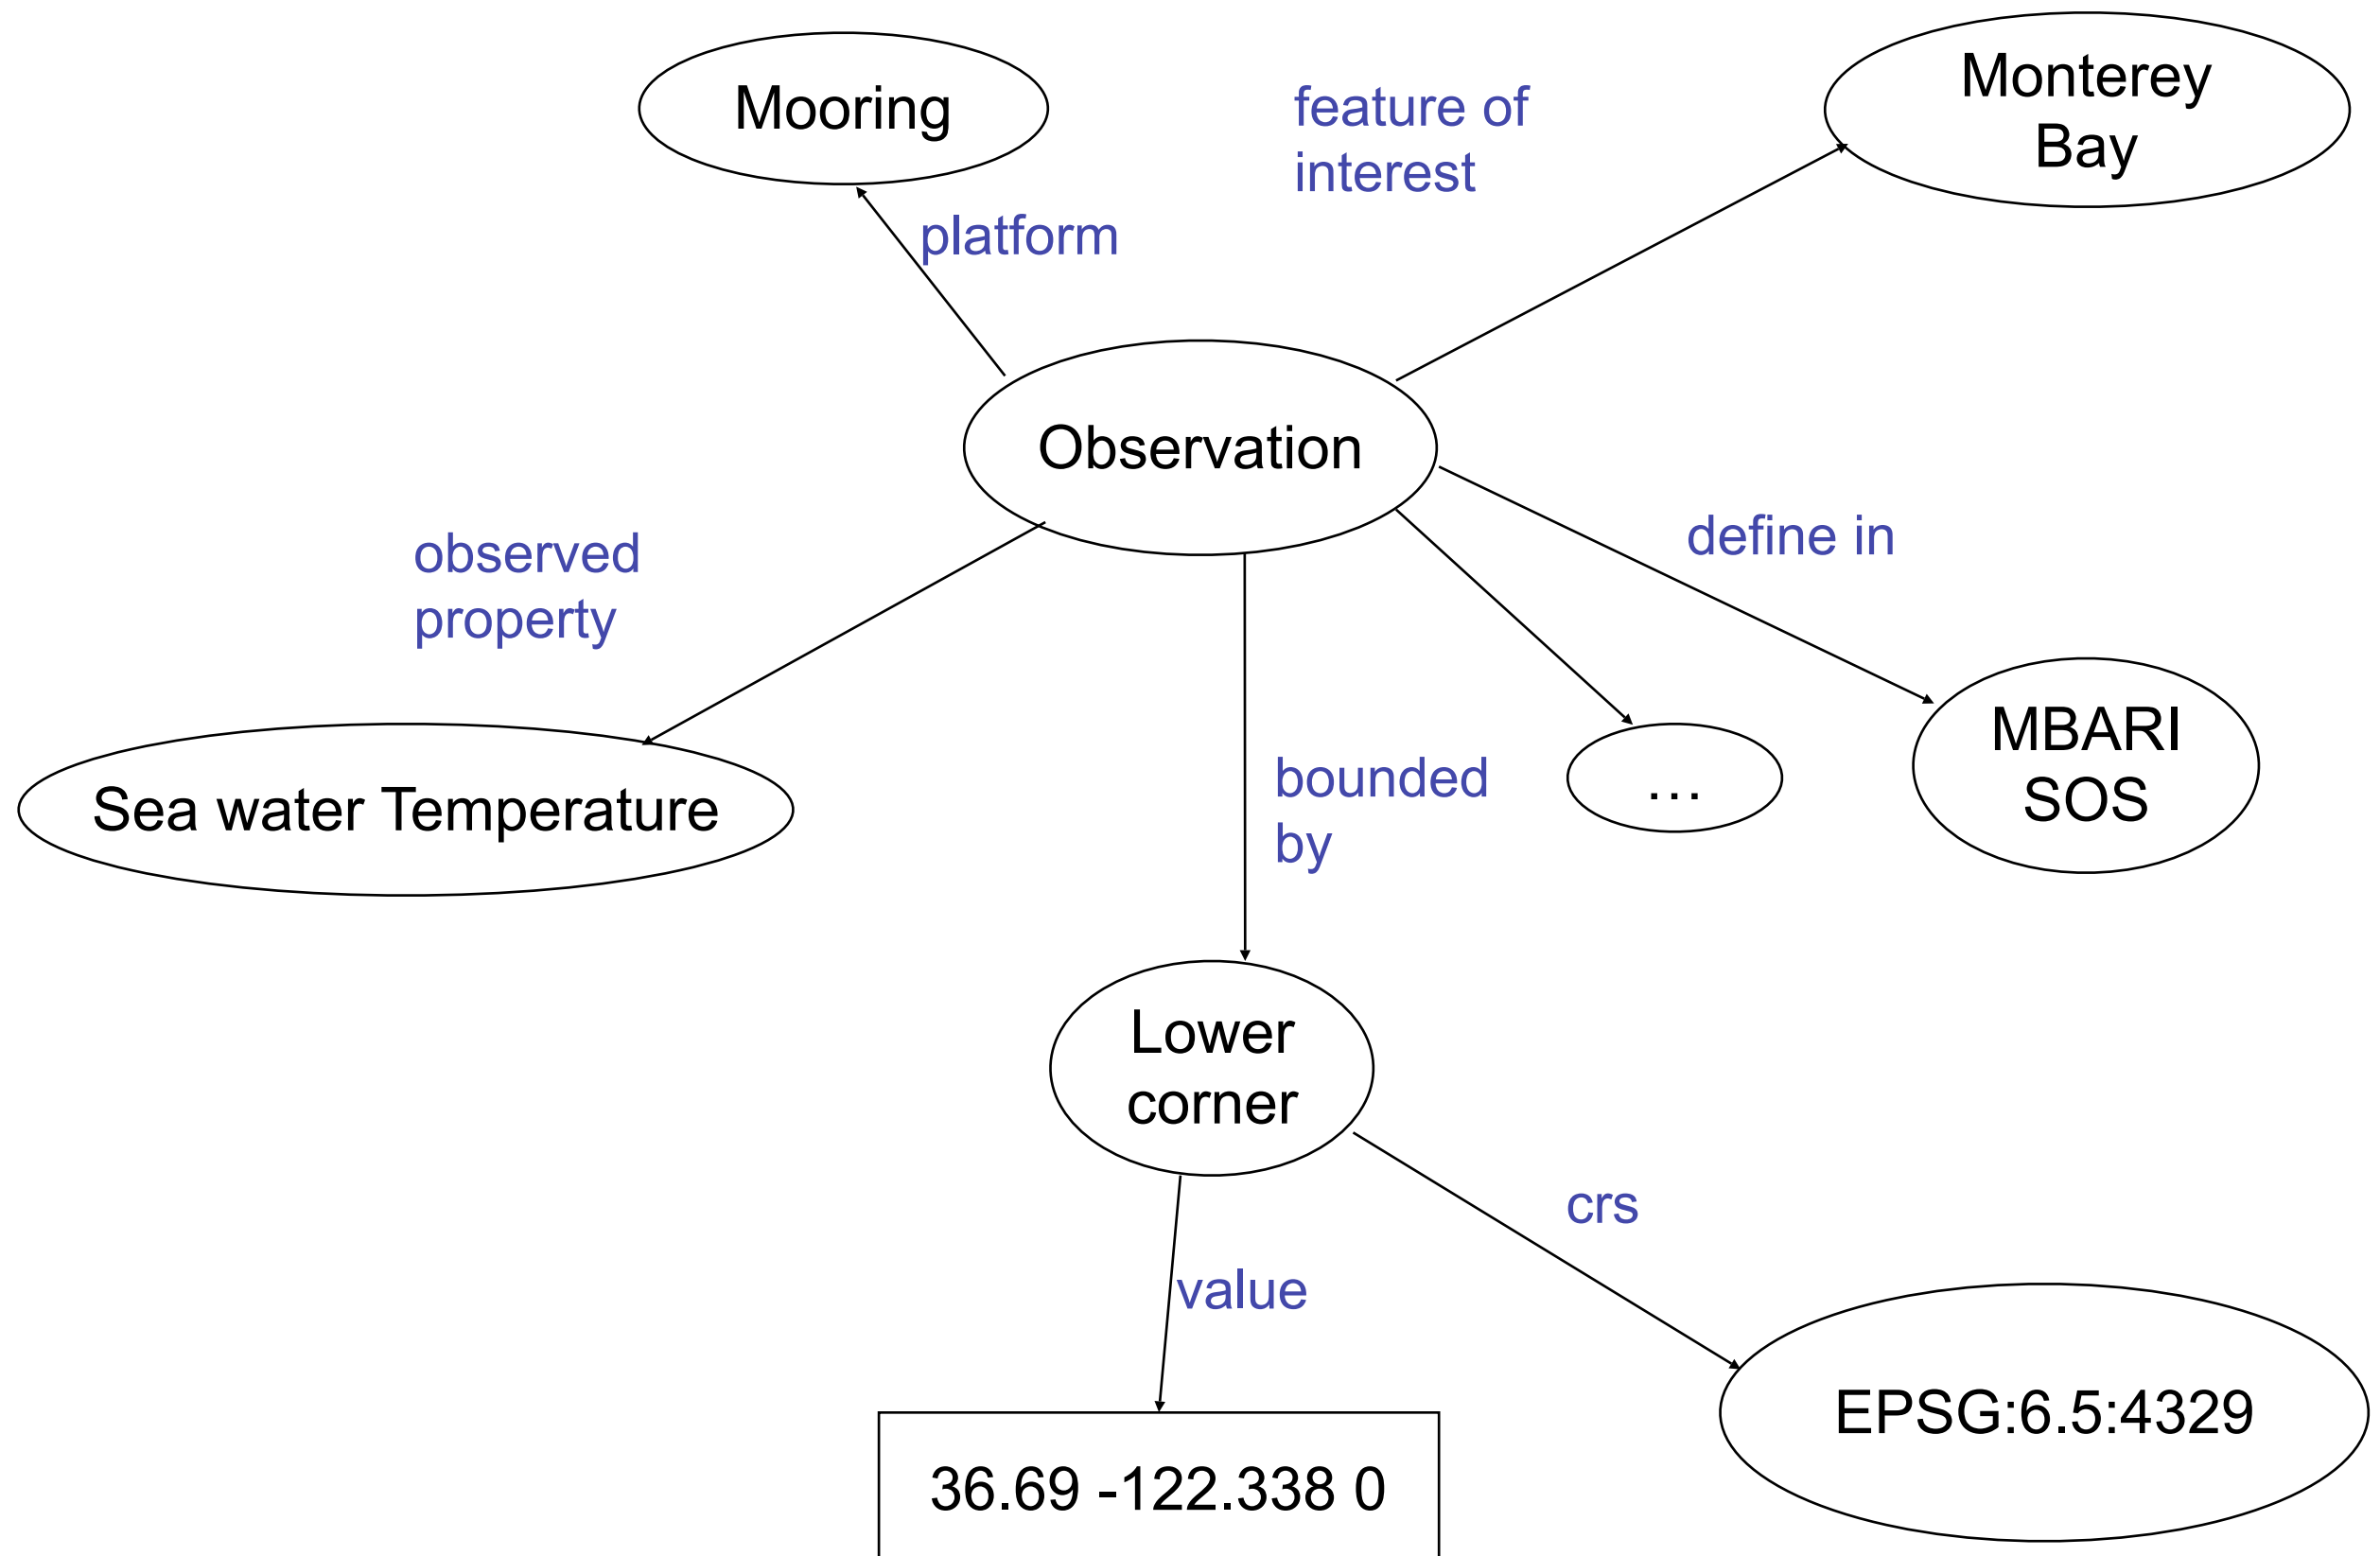 Mooring
feature of
interest
Monterey
Bay
platform
Observation
observed
property
define in
Sea water Temperature
bounded
by
...
MBARI
SOS
Lower
corner
crs
value
36.69 -122.338 0
EPSG:6.5:4329